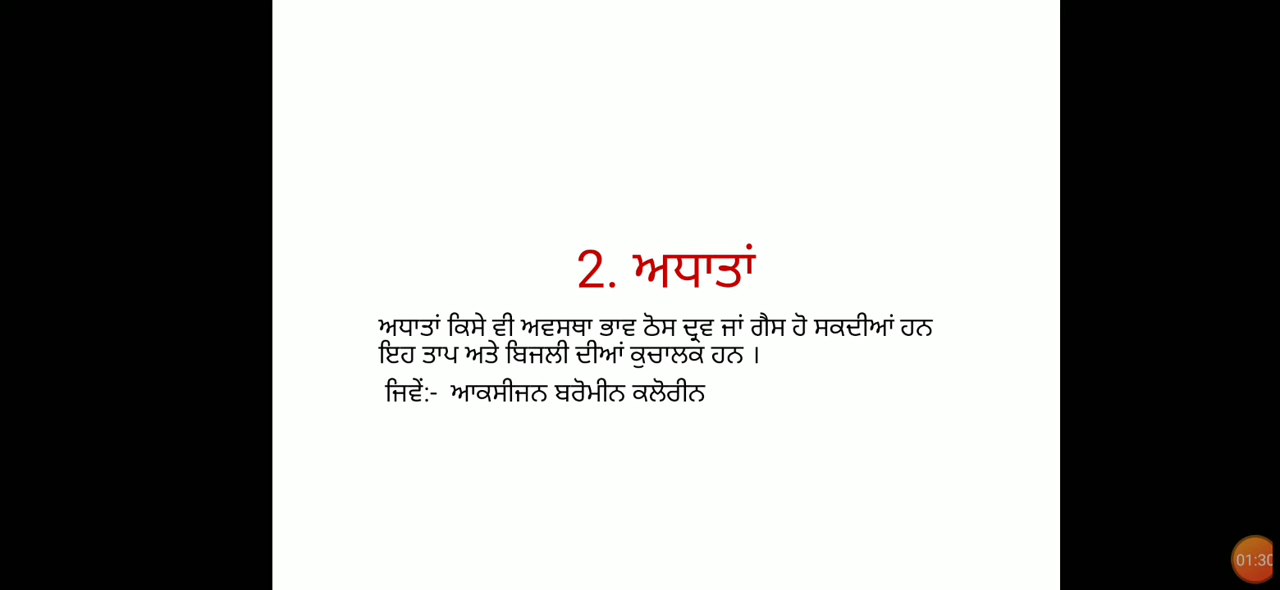 2. ਅਧਾਤਾਂ
ਅਧਾਤਾਂ ਕਿਸੇ ਵੀ ਅਵਸਥਾ ਭਾਵ ਠੋਸ ਦ੍ਰਵ ਜਾਂ ਗੈਸ ਹੋ ਸਕਦੀਆਂ ਹਨ
ਇਹ ਤਾਪ ਅਤੇ ਬਿਜਲੀ ਦੀਆਂ ਕੁਚਾਲਕ ਹਨ ।
ਜਿਵੇਂ:- ਆਕਸੀਜਨ ਬਰੋਮੀਨ ਕਲੋਰੀਨ
01:30